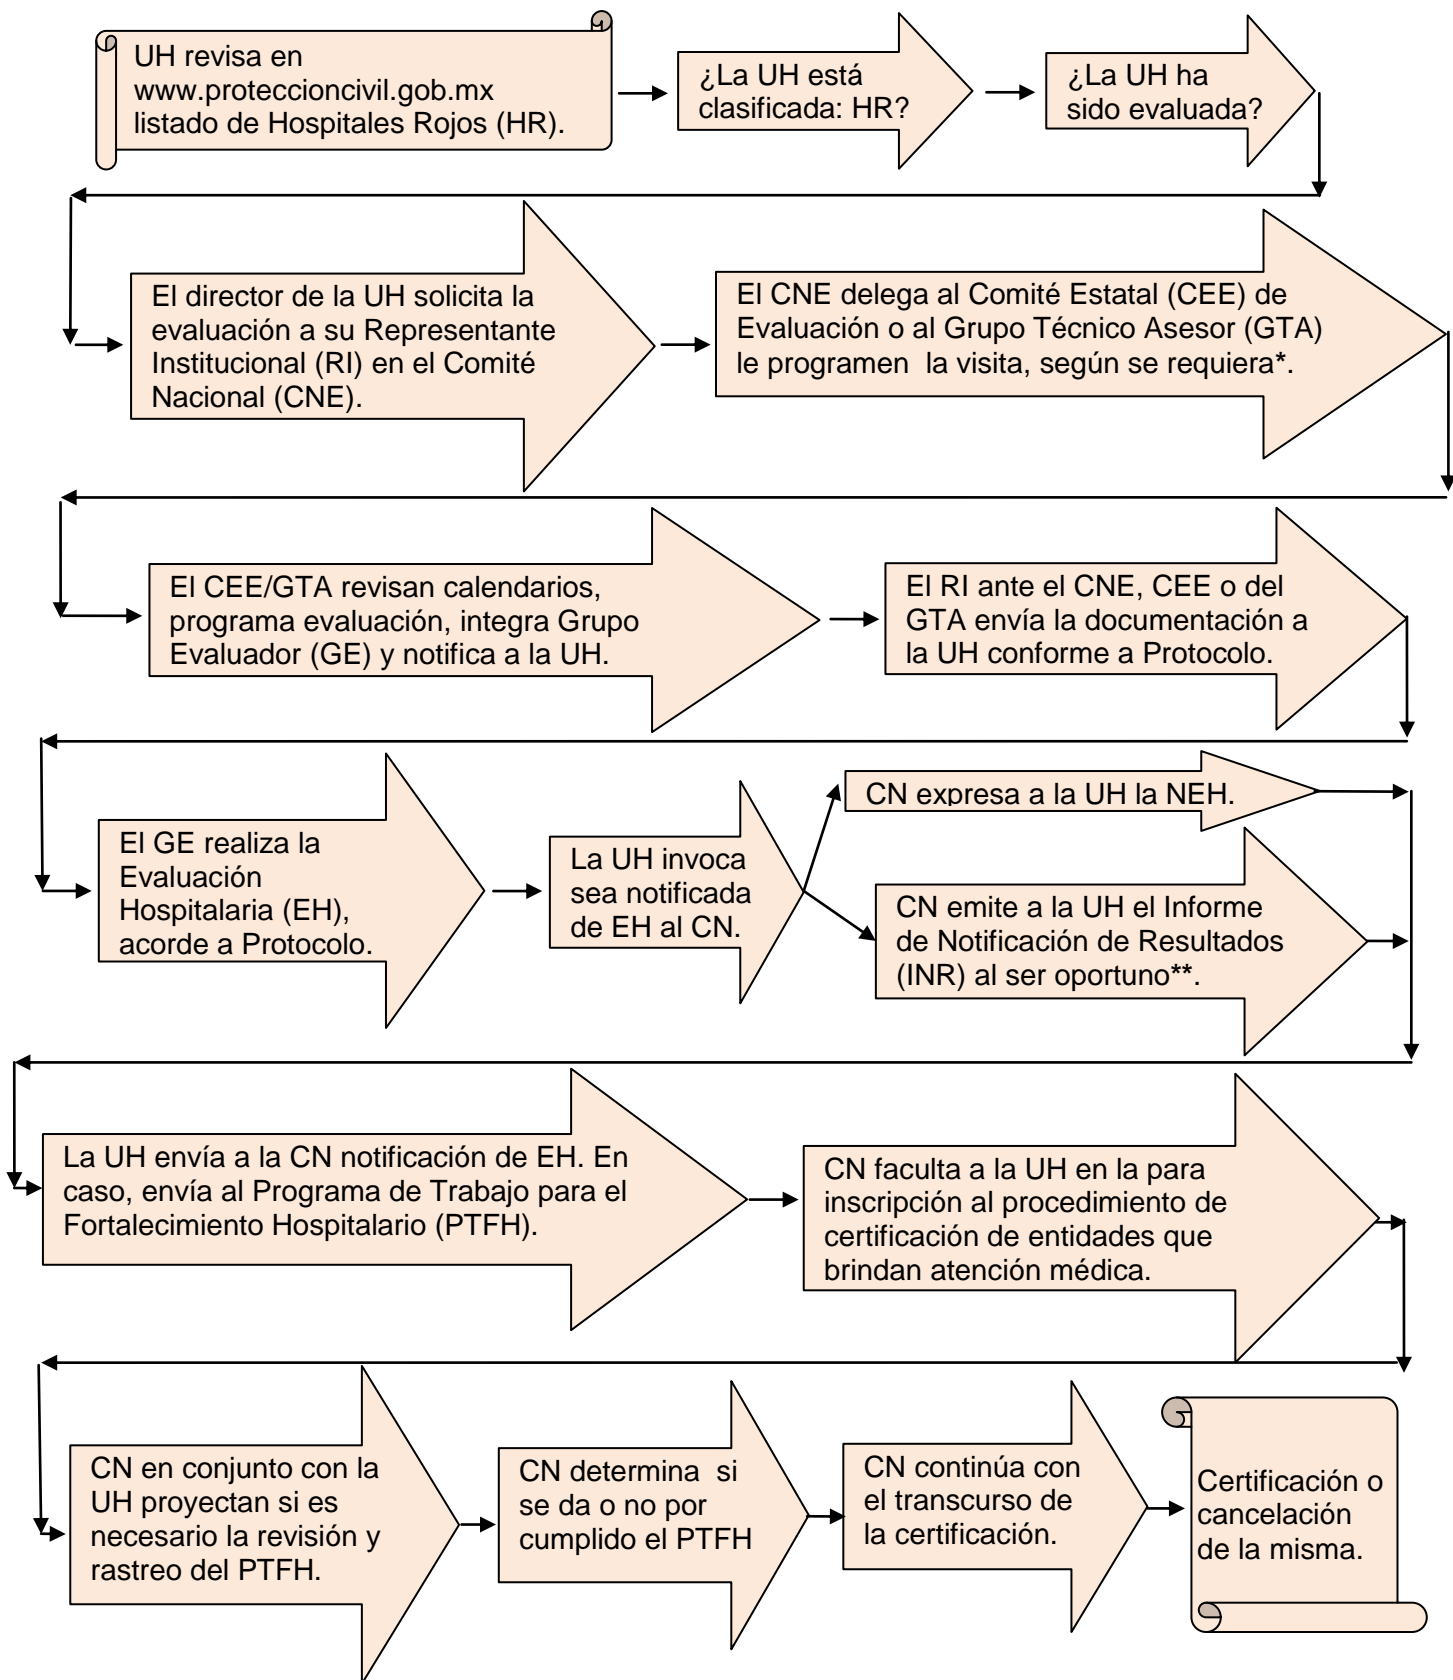 UH revisa en
www.proteccioncivil.gob.mx
listado de Hospitales Rojos (HR).
¿La UH está
clasificada: HR?
¿La UH ha
sido evaluada?
El director de la UH solicita la
evaluación a su Representante
Institucional (RI) en el Comité
Nacional (CNE).
El CNE delega al Comité Estatal (CEE) de
Evaluación o al Grupo Técnico Asesor (GTA)
le programen  la visita, según se requiera*.
El CEE/GTA revisan calendarios,
programa evaluación, integra Grupo
Evaluador (GE) y notifica a la UH.
El RI ante el CNE, CEE o del
GTA envía la documentación a
la UH conforme a Protocolo.
El GE realiza la
Evaluación
Hospitalaria (EH),
acorde a Protocolo.
La UH invoca
sea notificada
de EH al CN.
CN expresa a la UH la NEH.
CN emite a la UH el Informe
de Notificación de Resultados
(INR) al ser oportuno**.
La UH envía a la CN notificación de EH. En
caso, envía al Programa de Trabajo para el
Fortalecimiento Hospitalario (PTFH).
CN faculta a la UH en la para
inscripción al procedimiento de
certificación de entidades que
brindan atención médica.
CN en conjunto con la
UH proyectan si es
necesario la revisión y
rastreo del PTFH.
CN determina  si
se da o no por
cumplido el PTFH
CN continúa con
el transcurso de
la certificación.
Certificación o
cancelación
de la misma.